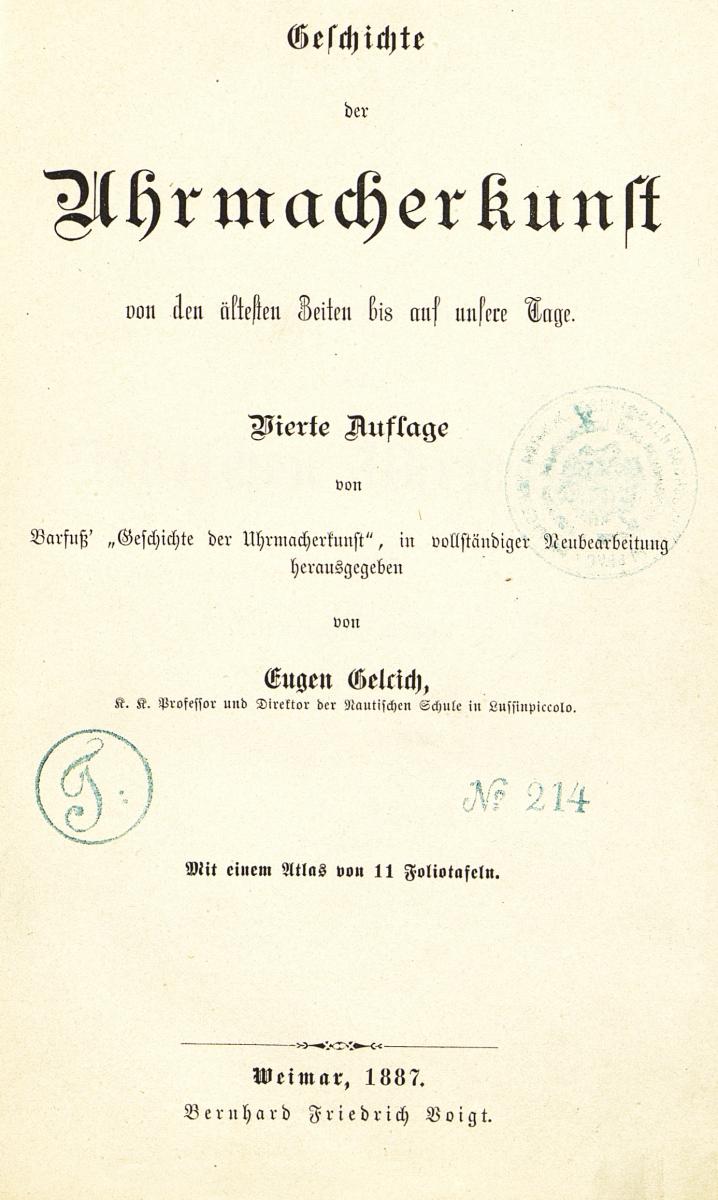 Geschichte
der
Uhrmacherkunst
von den ältesten Zeiten bis auf unsere Tage.
Vierte Auflage
von
Barfuß' „Geschichte der Uhrmacherkunst“, in vollständiger Neubearbeitung
herausgegeben
von
Eugen Gelcich,
K. K. Professor und Direktor der Nautischen Schule in Lussinpiccolo.
T:
No 214
Mit einem Atlas von 11 Foliotafeln.
Weimar, 1887.
Bernhard Friedrich Voigt.